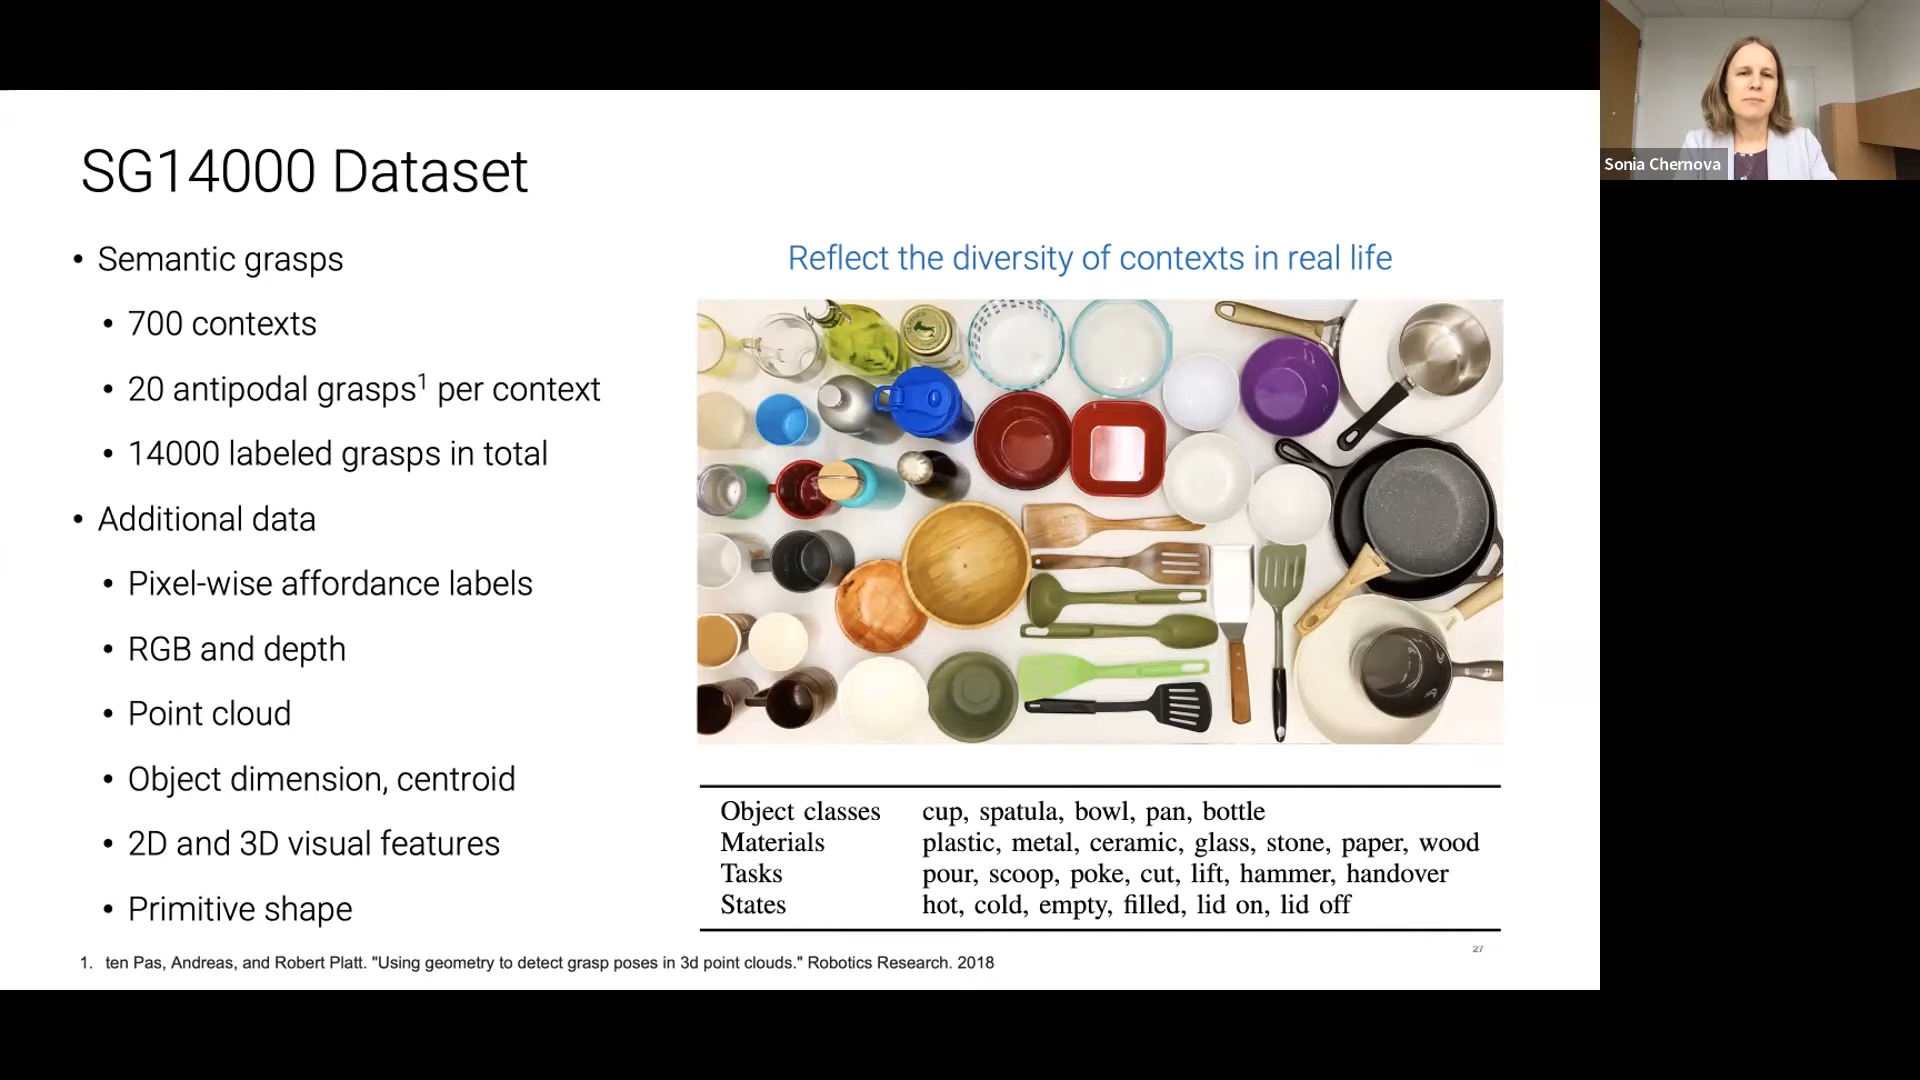 SG14000 Dataset
• Semantic grasps
• 700 contexts
• 20 antipodal grasps¹ per context
• 14000 labeled grasps in total
• Additional data
• Pixel-wise affordance labels
• RGB and depth
• Point cloud
• Object dimension, centroid
• 2D and 3D visual features
• Primitive shape
Reflect the diversity of contexts in real life
Object classes cup, spatula, bowl, pan, bottle
Materials plastic, metal, ceramic, glass, stone, paper, wood
Tasks pour, scoop, poke, cut, lift, hammer, handover
States hot, cold, empty, filled, lid on, lid off
27
1. ten Pas, Andreas, and Robert Platt. "Using geometry to detect grasp poses in 3d point clouds." Robotics Research. 2018
Sonia Chernova